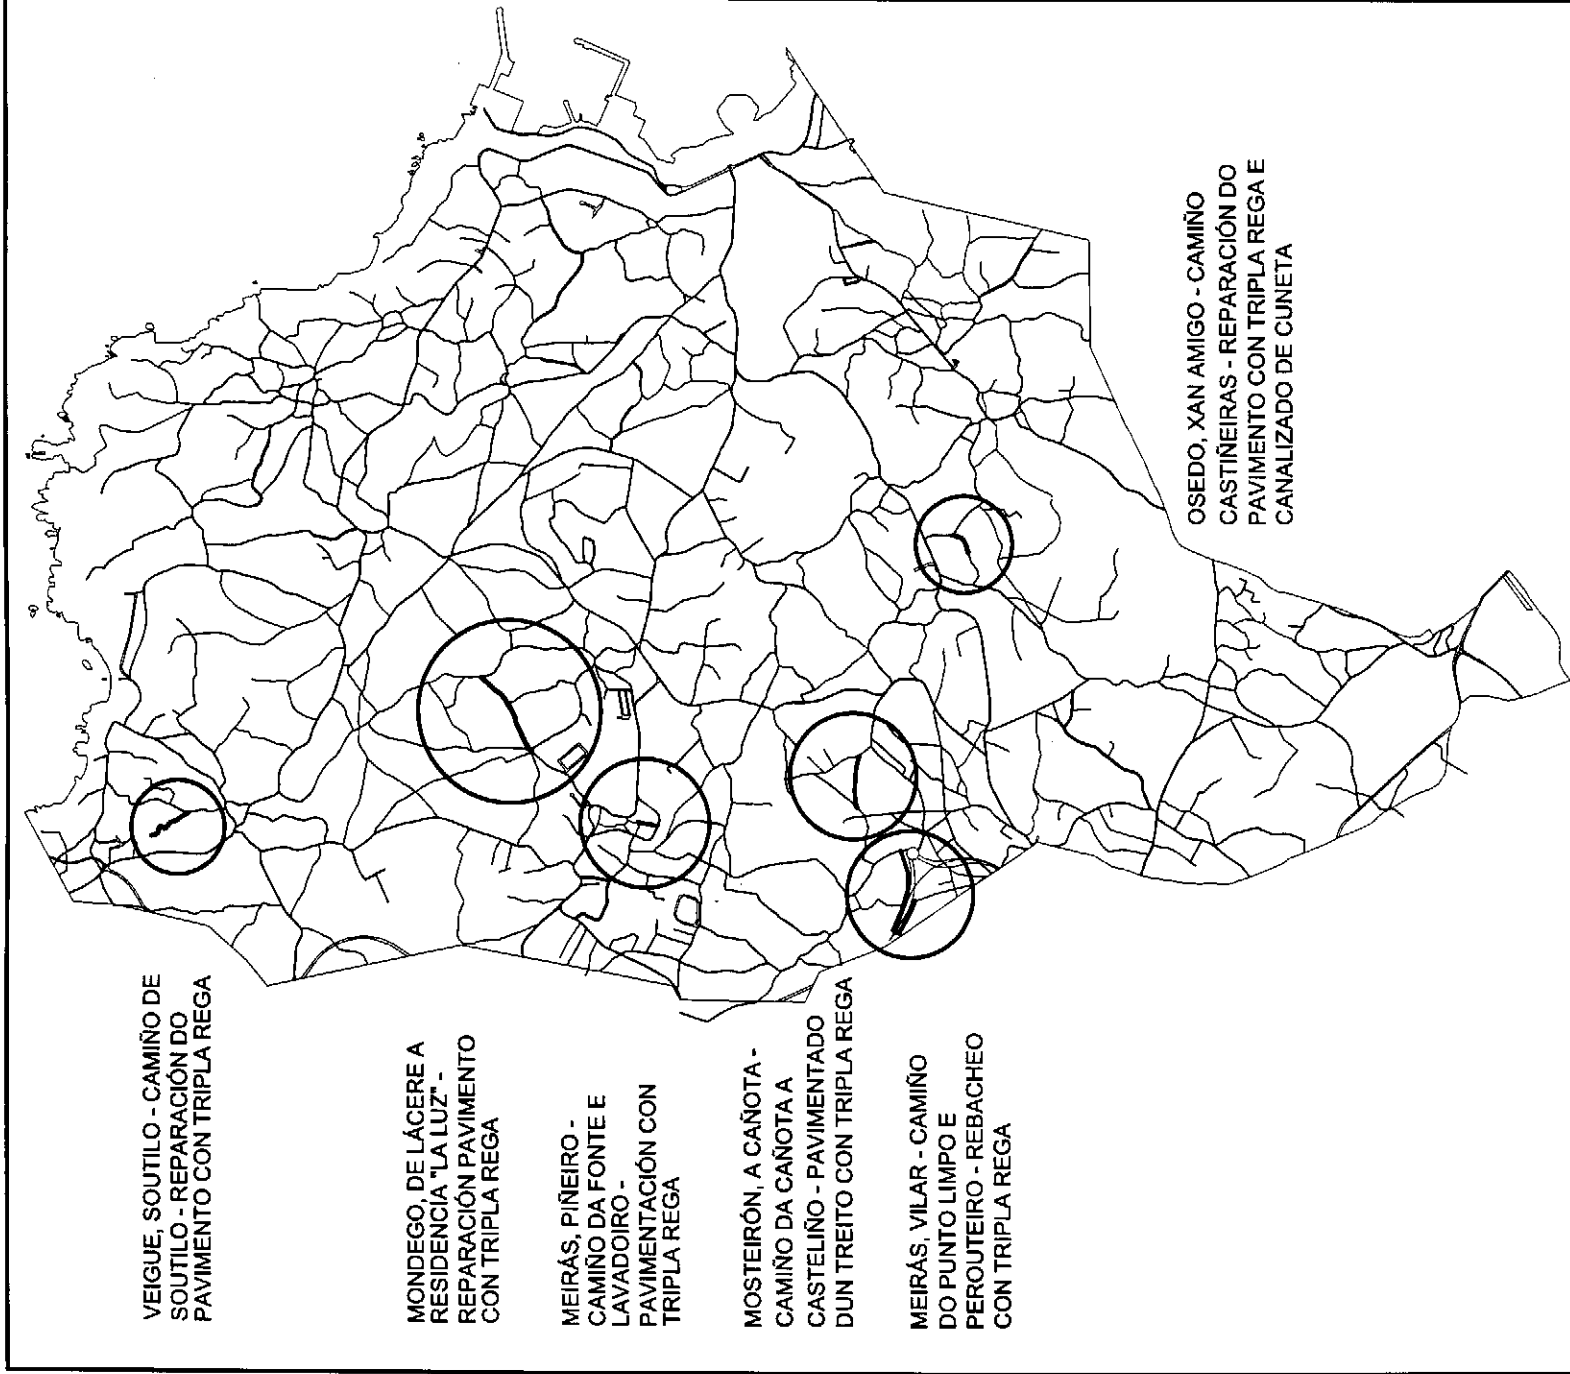 VEIGUE, SOUTILO - CAMIÑO DE
SOUTILO - REPARACIÓN DO
PAVIMENTO CON TRIPLA REGA
MONDEGO, DE LÁCERE A
RESIDENCIA "LA LUZ" -
REPARACIÓN PAVIMENTO
CON TRIPLA REGA
MEIRÁS, PIÑEIRO -
CAMIÑO DA FONTE E
LAVADOIRO -
PAVIMENTACIÓN CON
TRIPLA REGA
MOSTEIRÓN, A CAÑOTA -
CAMIÑO DA CAÑOTA A
CASTELIÑO - PAVIMENTADO
DUN TREITO CON TRIPLA REGA
MEIRÁS, VILAR - CAMIÑO
DO PUNTO LIMPO E
PEROUTEIRO - REBACHEO
CON TRIPLA REGA
OSEDO, XAN AMIGO - CAMIÑO
CASTIÑEIRAS - REPARACIÓN DO
PAVIMENTO CON TRIPLA REGA E
CANALIZADO DE CUNETA